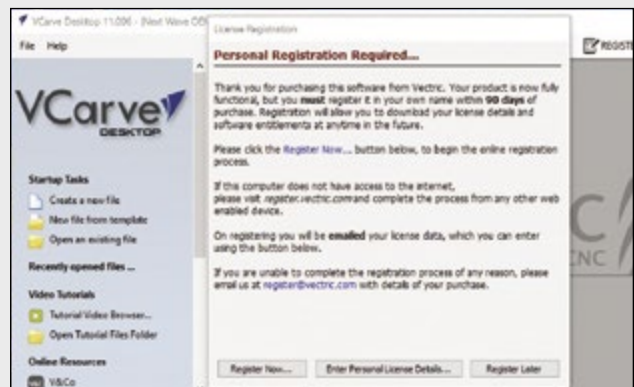 VCarve Desktop 11.006 - (Next Wave OE
File Help
VCarve
DESKTOP
Startup Tasks
Create a new file
New file from template
Open an existing file
Recently opened files ...
Video Tutorials
Tutorial Video Browser...
Open Tutorial Files Folder
Online Resources
V&Co
License Registration
Personal Registration Required...
Thank you for purchasing this software from Vectric. Your product is now fully
functional, but you must register it in your own name within 90 days of
purchase. Registration will allow you to download your license details and
software entitlements at anytime in the future.
Please click the Register Now... button below, to begin the online registration
process.
If this computer does not have access to the internet,
please visit register.vectric.com and complete the process from any other web
enabled device.
On registering you will be emailed your license data, which you can enter
using the button below.
If you are unable to complete the registration process of any reason, please
email us at register@vectric.com with details of your purchase.
Register Now... Enter Personal License Details... Register Later
REGIST
C/
CNC